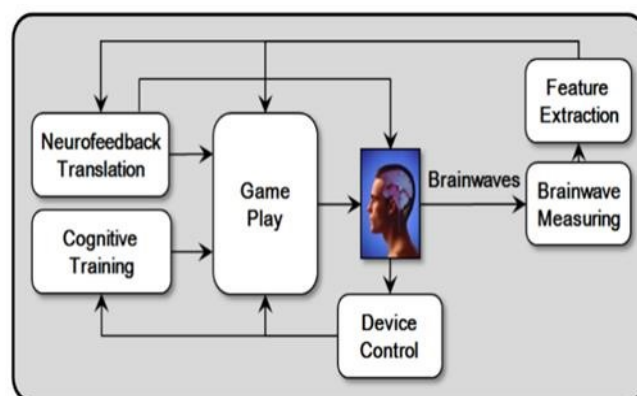 Neurofeedback
Translation
Cognitive
Training
Game
Play
Brainwaves
Device
Control
Feature
Extraction
Brainwave
Measuring